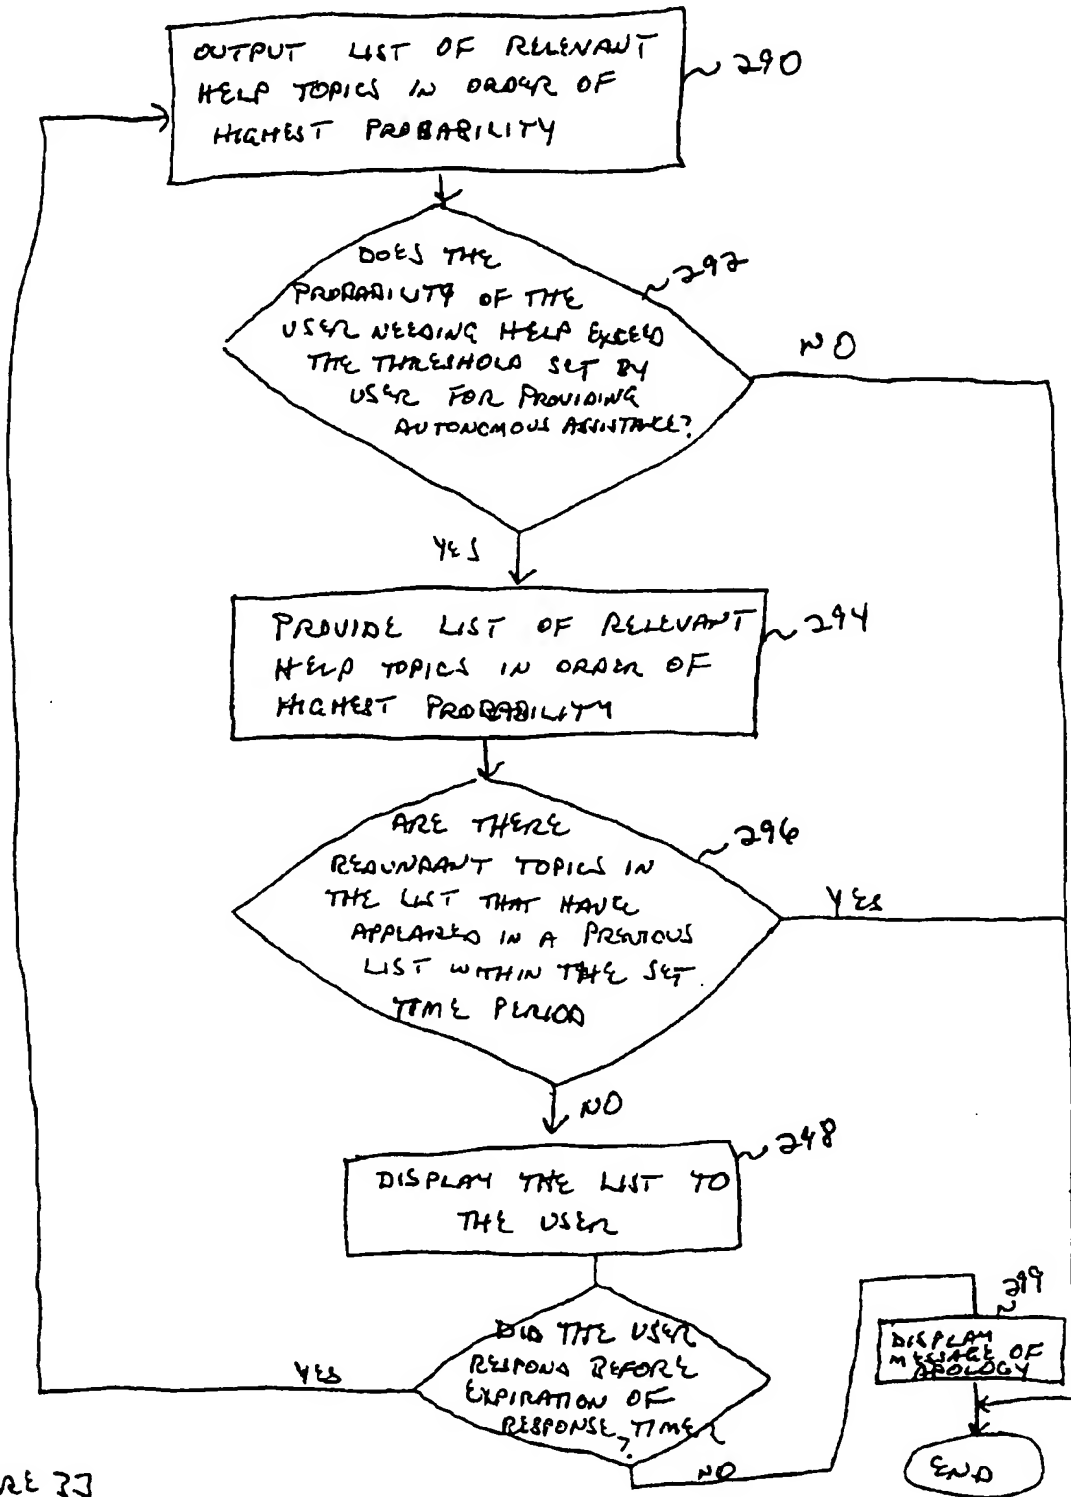 OUTPUT LIST OF RELEVANT
HELP TOPICS IN ORDER OF
HIGHEST PROBABILITY
290
DOES THE
PROBABILITY OF THE
USER NEEDING HELP EXCEED
THE THRESHOLD SET BY
USER FOR PROVIDING
AUTONOMOUS ASSISTANCE?
292
NO
YES
PROVIDE LIST OF RELEVANT
HELP TOPICS IN ORDER OF
HIGHEST PROBABILITY
294
ARE THERE
REDUNDANT TOPICS IN
THE LIST THAT HAVE
APPEARED IN A PREVIOUS
LIST WITHIN THE SET
TIME PERIOD
296
YES
NO
DISPLAY THE LIST TO
THE USER
298
DID THE USER
RESPOND BEFORE
EXPIRATION OF
RESPONSE TIMER
?
YES
NO
299
DISPLAY
MESSAGE OF
APOLOGY
END
RE 33